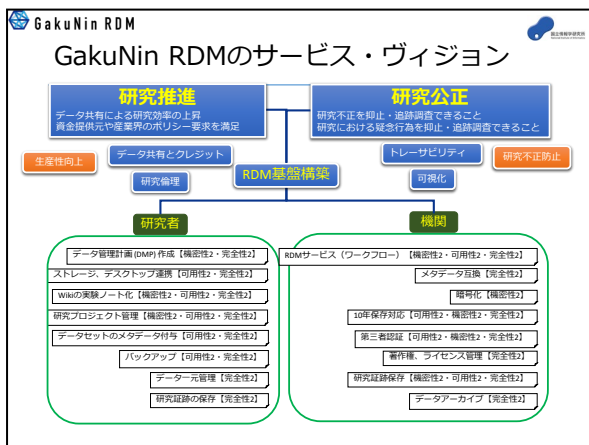 GakuNin RDM
国立情報学研究所
GakuNin RDMのサービス・ヴィジョン
研究推進
データ共有による研究効率の上昇
資金提供元や産業界のポリシー要求を満足
研究公正
研究不正を抑止・追跡調査できること
研究における疑念行為を抑止・追跡調査できること
生産性向上
データ共有とクレジット
研究倫理
RDM基盤構築
トレーサビリティ
可視化
研究不正防止
研究者
データ管理計画(DMP) 作成【機密性2・完全性2】
ストレージ、デスクトップ連携【可用性2・完全性2】
Wikiの実験ノート化【機密性2・可用性2・完全性2】
研究プロジェクト管理【機密性2・可用性2・完全性2】
データセットのメタデータ付与【可用性2・完全性2】
バックアップ【可用性2・完全性2】
データ一元管理【完全性2】
研究証跡の保存【完全性2】
機関
RDMサービス（ワークフロー）【機密性2・可用性2・完全性2】
メタデータ互換【完全性2】
暗号化【機密性2】
10年保存対応【可用性2・機密性2・完全性2】
第三者認証【可用性2・機密性2・完全性2】
著作権、ライセンス管理【完全性2】
研究証跡保存【機密性2・可用性2・完全性2】
データアーカイブ【可用性2・完全性2】